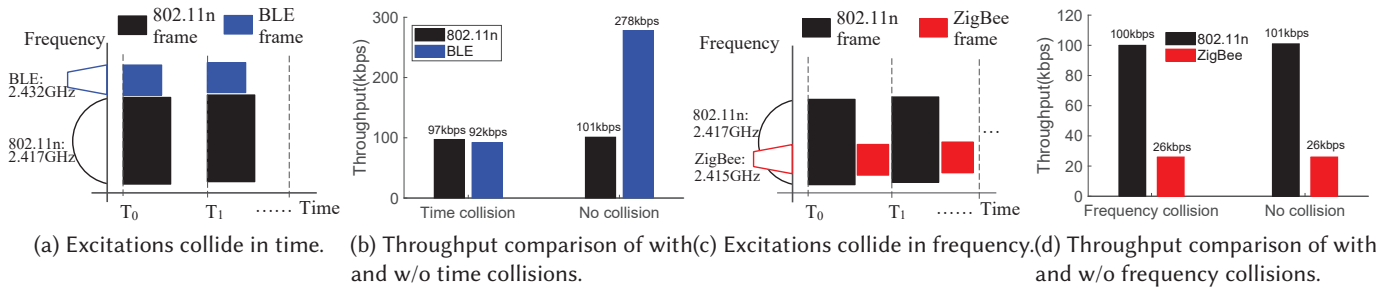 802.11n frame
BLE frame
Frequency
BLE:
2.432GHz
802.11n:
2.417GHz
T0
T1
......
Time
(a) Excitations collide in time.
Throughput(kbps)
300
200
100
0
802.11n
BLE
97kbps
92kbps
101kbps
278kbps
Time collision
No collision
(b) Throughput comparison of with
and w/o time collisions.
802.11n frame
ZigBee frame
Frequency
802.11n:
2.417GHz
ZigBee:
2.415GHz
...
T0
T1
......
Time
(c) Excitations collide in frequency.
Throughput(kbps)
120
100
80
60
40
20
0
802.11n
ZigBee
100kbps
26kbps
101kbps
26kbps
Frequency collision
No collision
(d) Throughput comparison of with
and w/o frequency collisions.